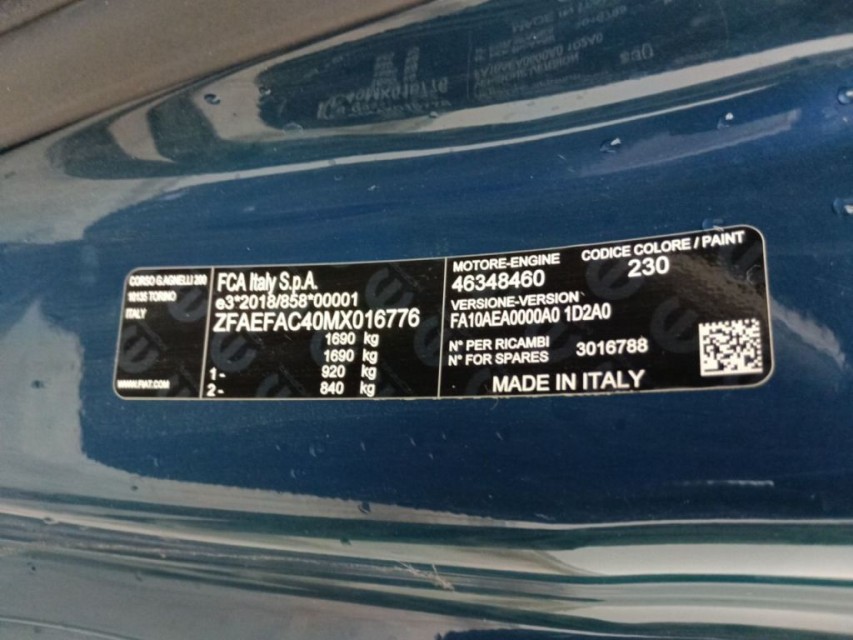 CORSO G.AGNELLI 200
10135 TORINO
ITALY
WWW.FIAT.COM
FCA Italy S.p.A.
e3*2018/858*00001
ZFAEFAC40MX016776
1690 kg
1690 kg
1- 920 kg
2- 840 kg
MOTORE-ENGINE
46348460
CODICE COLORE / PAINT
230
VERSIONE-VERSION
FA10AEA0000A0 1D2A0
N° PER RICAMBI
N° FOR SPARES
3016788
MADE IN ITALY